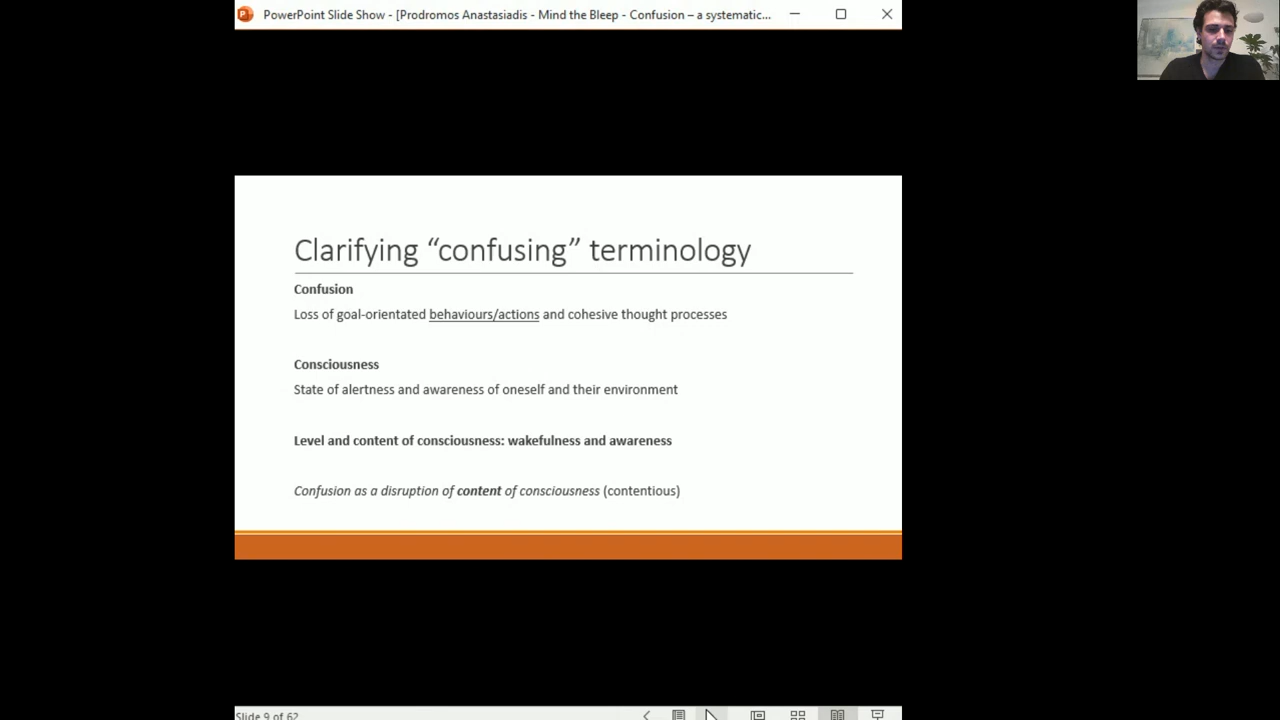 PowerPoint Slide Show - [Prodromos Anastasiadis - Mind the Bleep - Confusion – a systematic...
Clarifying “confusing” terminology
Confusion
Loss of goal-orientated behaviours/actions and cohesive thought processes
Consciousness
State of alertness and awareness of oneself and their environment
Level and content of consciousness: wakefulness and awareness
Confusion as a disruption of content of consciousness (contentious)
Slide 9 of 62